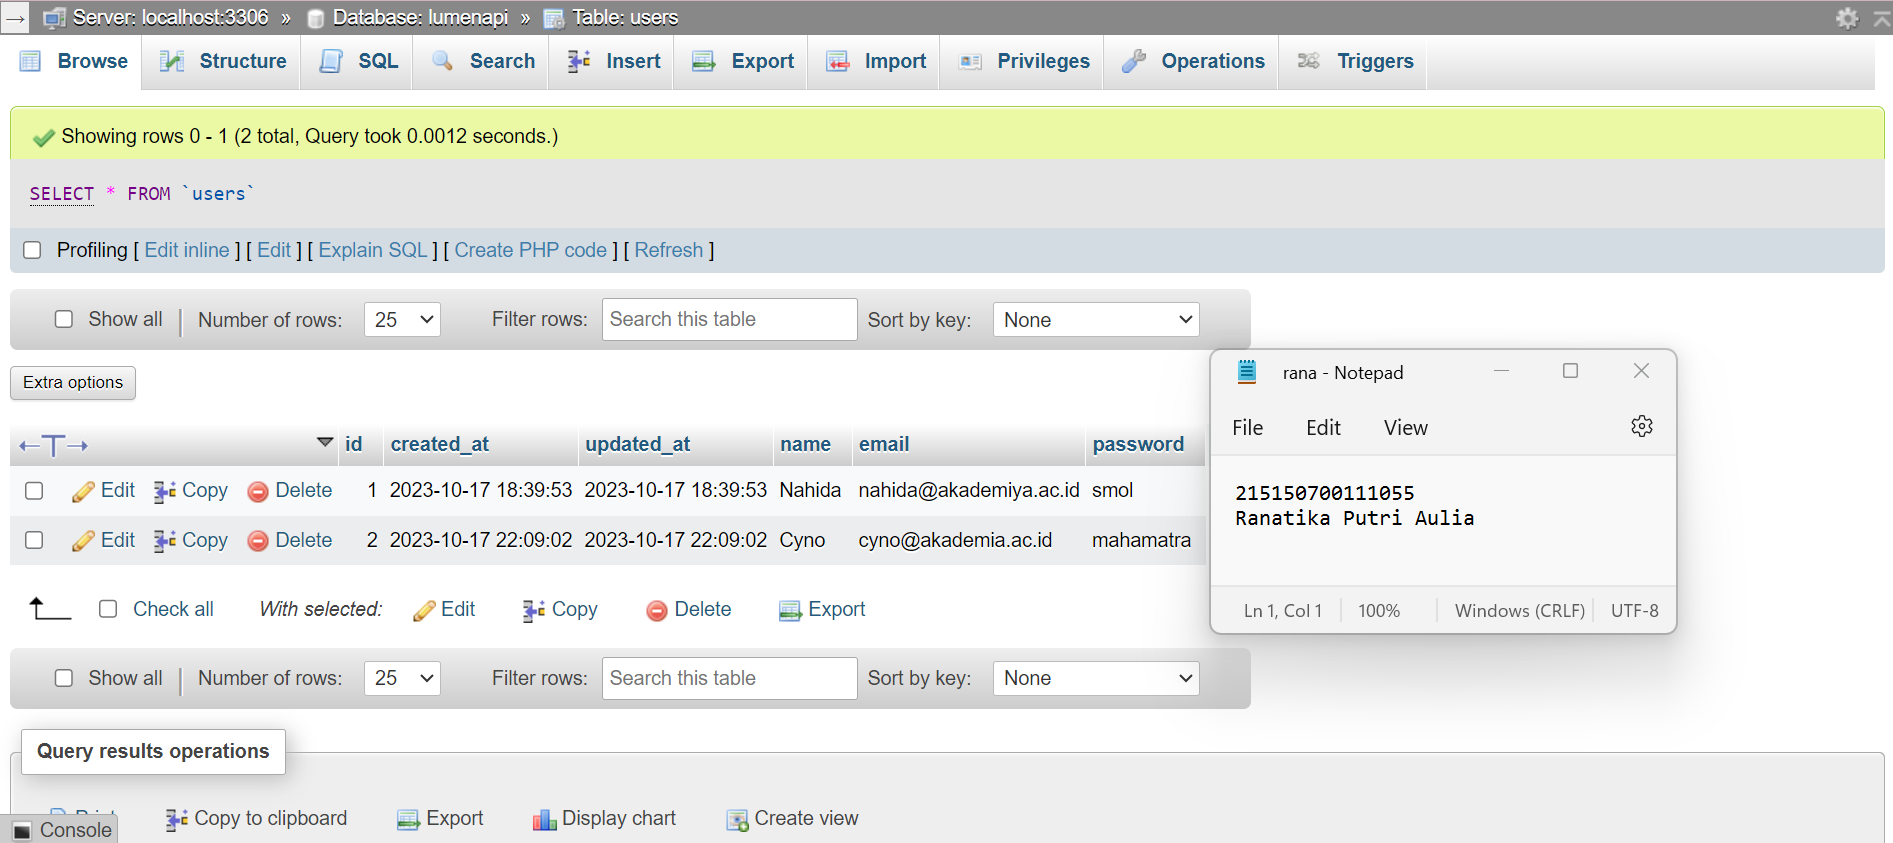 Server: localhost:3306 » Database: lumenapi » Table: users
Browse Structure SQL Search Insert Export Import Privileges Operations Triggers
Showing rows 0 - 1 (2 total, Query took 0.0012 seconds.)
SELECT * FROM `users`
Profiling [ Edit inline ] [ Edit ] [ Explain SQL ] [ Create PHP code ] [ Refresh ]
Show all Number of rows: 25 Filter rows: Search this table Sort by key: None
Extra options
id created_at updated_at name email password
Edit Copy Delete 1 2023-10-17 18:39:53 2023-10-17 18:39:53 Nahida nahida@akademiya.ac.id smol
Edit Copy Delete 2 2023-10-17 22:09:02 2023-10-17 22:09:02 Cyno cyno@akademia.ac.id mahamatra
Check all With selected: Edit Copy Delete Export
Show all Number of rows: 25 Filter rows: Search this table Sort by key: None
Query results operations
Copy to clipboard Export Display chart Create view
Console
rana - Notepad
File Edit View
215150700111055
Ranatika Putri Aulia
Ln 1, Col 1 100% Windows (CRLF) UTF-8